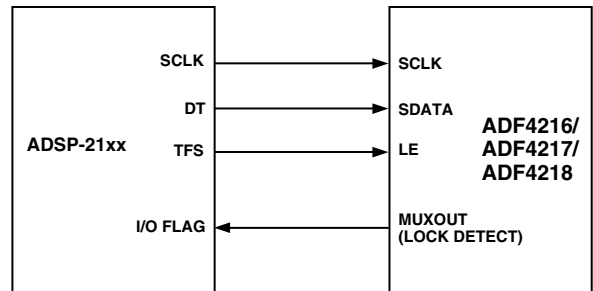 SCLK
SCLK
DT
SDATA
ADSP-21xx
TFS
LE
ADF4216/
ADF4217/
ADF4218
I/O FLAG
MUXOUT
(LOCK DETECT)